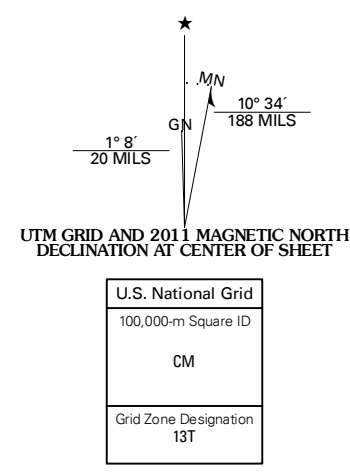 ★
MN
10° 34´
188 MILS
GN
1° 8´
20 MILS
UTM GRID AND 2011 MAGNETIC NORTH
DECLINATION AT CENTER OF SHEET
U.S. National Grid
100,000-m Square ID
CM
Grid Zone Designation
13T